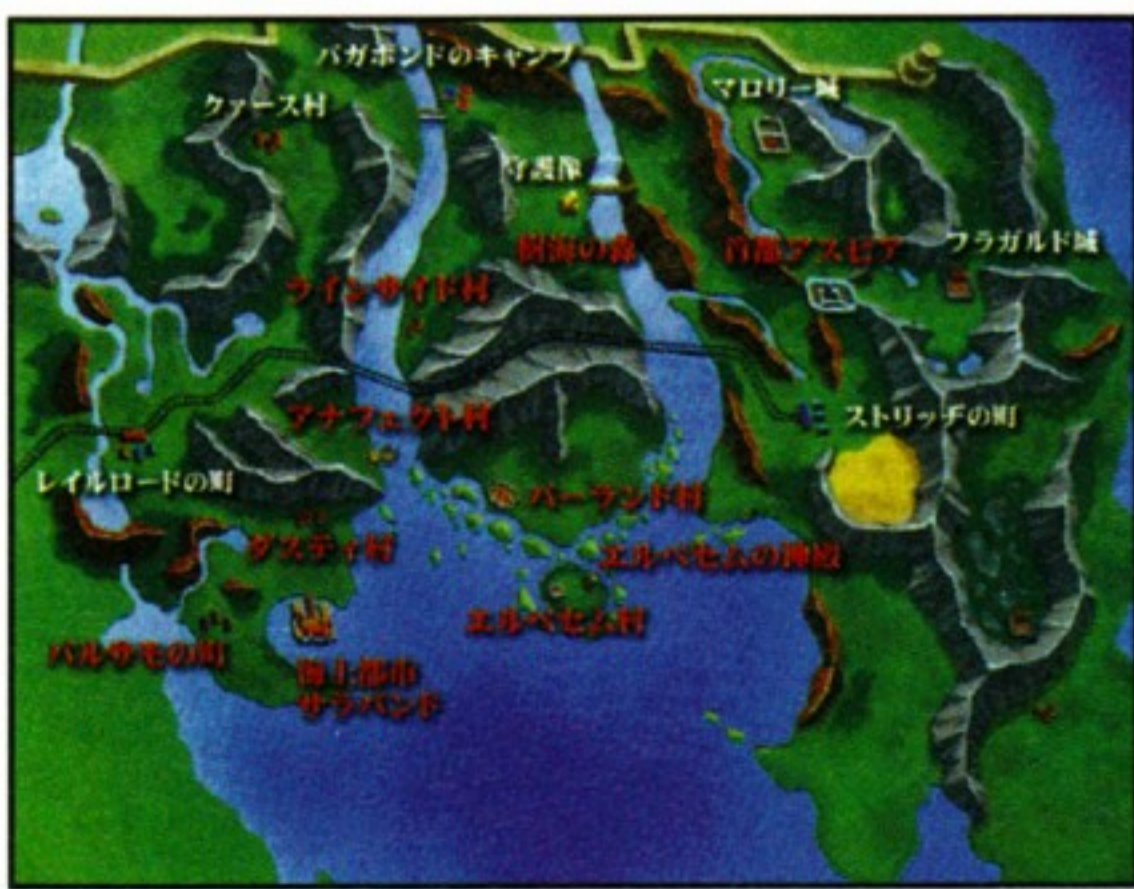 バガボンドのキャンプ
マロリー城
クァース村
守護像
樹海の森
首都アスピア
フラガルド城
ラインサイド村
アナフェクト村
ストリッヂの町
レイルロードの町
バーランド村
ダスティ村
エルベセムの神殿
エルベセム村
バルサモの町
海上都市
サラバンド